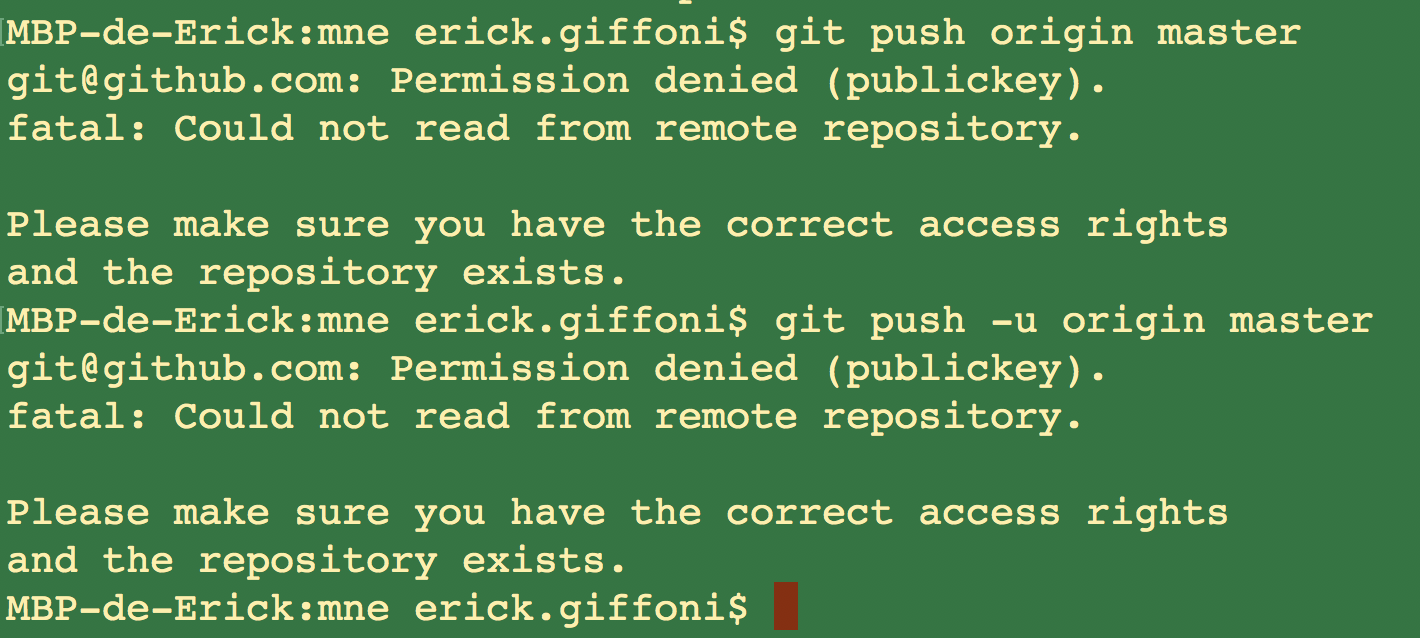 MBP-de-Erick:mne erick.giffoni$ git push origin master
git@github.com: Permission denied (publickey).
fatal: Could not read from remote repository.
Please make sure you have the correct access rights
and the repository exists.
MBP-de-Erick:mne erick.giffoni$ git push -u origin master
git@github.com: Permission denied (publickey).
fatal: Could not read from remote repository.
Please make sure you have the correct access rights
and the repository exists.
MBP-de-Erick:mne erick.giffoni$